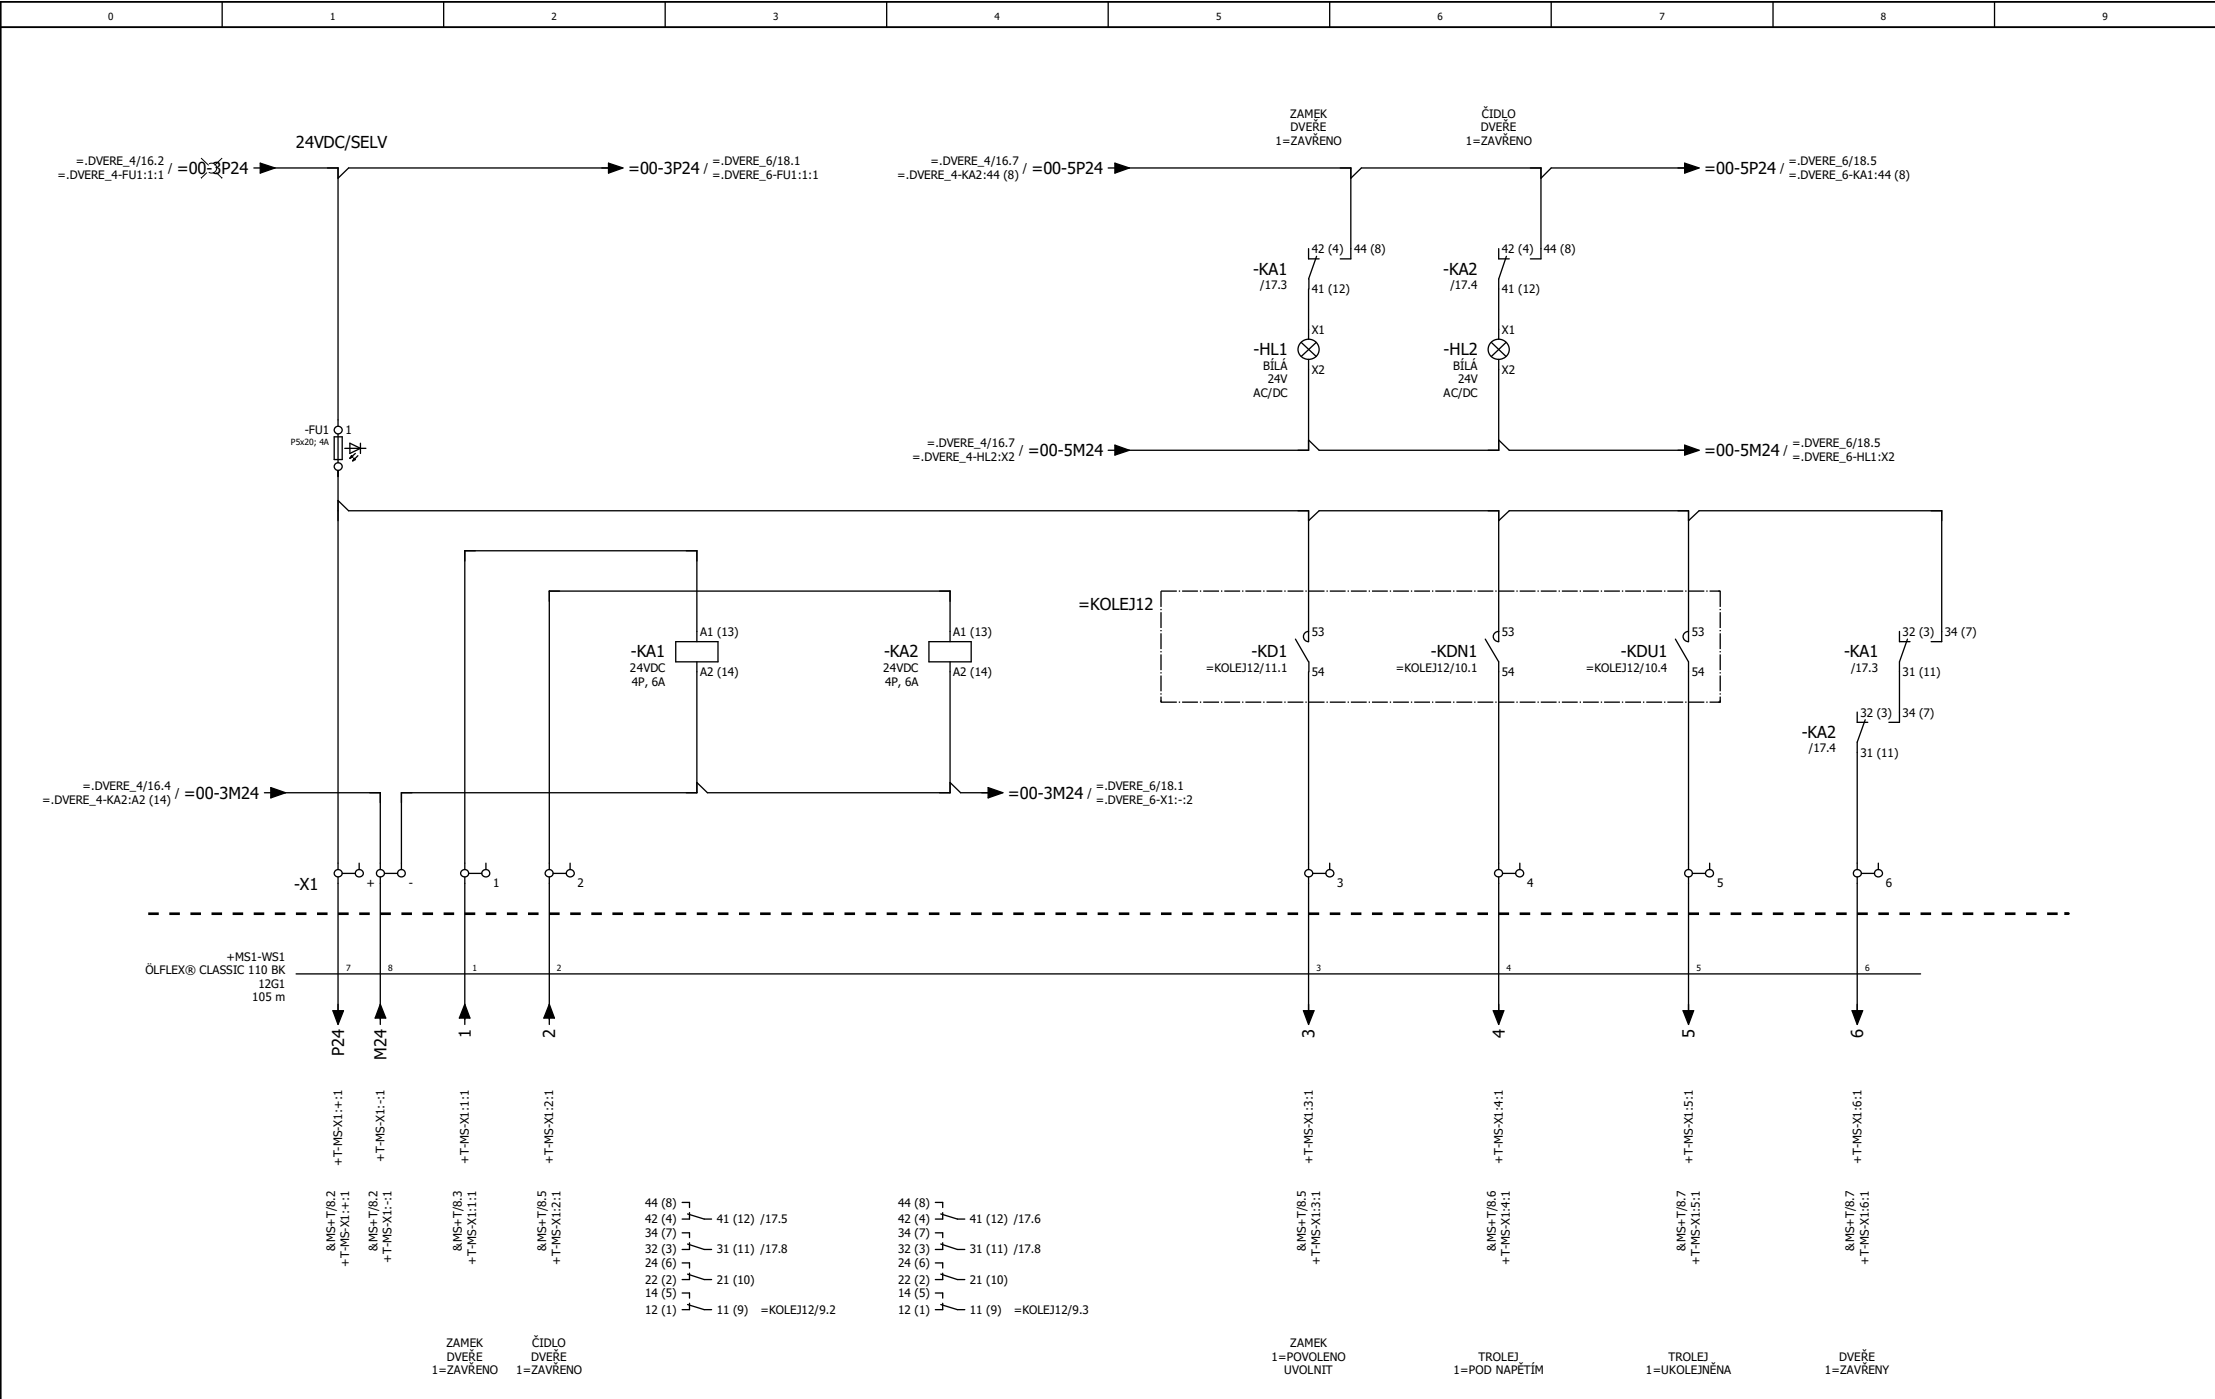 0 1 2 3 4 5 6 7 8 9
24VDC/SELV
=.DVERE_4/16.2
=.DVERE_4-FU1:1:1 / =00-3P24
=00-3P24 / =.DVERE_6/18.1
=.DVERE_6-FU1:1:1
=.DVERE_4/16.7
=.DVERE_4-KA2:44 (8) / =00-5P24
ZAMEK
DVEŘE
1=ZAVŘENO
ČIDLO
DVEŘE
1=ZAVŘENO
=00-5P24 / =.DVERE_6/18.5
=.DVERE_6-KA1:44 (8)
-KA1
/17.3
42 (4) 44 (8)
41 (12)
-KA2
/17.4
42 (4) 44 (8)
41 (12)
-HL1
BÍLÁ
24V
AC/DC
X1
X2
-HL2
BÍLÁ
24V
AC/DC
X1
X2
-FU1
P5x20; 4A
1
=.DVERE_4/16.7
=.DVERE_4-HL2:X2 / =00-5M24
=00-5M24 / =.DVERE_6/18.5
=.DVERE_6-HL1:X2
-KA1
24VDC
4P, 6A
A1 (13)
A2 (14)
-KA2
24VDC
4P, 6A
A1 (13)
A2 (14)
=KOLEJ12
-KD1
=KOLEJ12/11.1
53
54
-KDN1
=KOLEJ12/10.1
53
54
-KDU1
=KOLEJ12/10.4
53
54
-KA1
/17.3
32 (3) 34 (7)
31 (11)
-KA2
/17.4
32 (3) 34 (7)
31 (11)
=.DVERE_4/16.4
=.DVERE_4-KA2:A2 (14) / =00-3M24
=00-3M24 / =.DVERE_6/18.1
=.DVERE_6-X1:-:2
-X1 + - 1 2 3 4 5 6
+MS1-WS1
ÖLFLEX® CLASSIC 110 BK
12G1
105 m
7 8 1 2 3 4 5 6
P24 M24 1 2 3 4 5 6
+T-MS-X1:+:1
+T-MS-X1:-:1
+T-MS-X1:1:1
+T-MS-X1:2:1
+T-MS-X1:3:1
+T-MS-X1:4:1
+T-MS-X1:5:1
+T-MS-X1:6:1
&MS+T/8.2
+T-MS-X1:+:1
&MS+T/8.2
+T-MS-X1:-:1
&MS+T/8.3
+T-MS-X1:1:1
&MS+T/8.5
+T-MS-X1:2:1
&MS+T/8.5
+T-MS-X1:3:1
&MS+T/8.6
+T-MS-X1:4:1
&MS+T/8.7
+T-MS-X1:5:1
&MS+T/8.7
+T-MS-X1:6:1
44 (8)
42 (4) 41 (12) /17.5
34 (7)
32 (3) 31 (11) /17.8
24 (6)
22 (2) 21 (10)
14 (5)
12 (1) 11 (9) =KOLEJ12/9.2
44 (8)
42 (4) 41 (12) /17.6
34 (7)
32 (3) 31 (11) /17.8
24 (6)
22 (2) 21 (10)
14 (5)
12 (1) 11 (9) =KOLEJ12/9.3
ZAMEK
DVEŘE
1=ZAVŘENO
ČIDLO
DVEŘE
1=ZAVŘENO
ZAMEK
1=POVOLENO
UVOLNIT
TROLEJ
1=POD NAPĚTÍM
TROLEJ
1=UKOLEJNĚNA
DVEŘE
1=ZAVŘENY